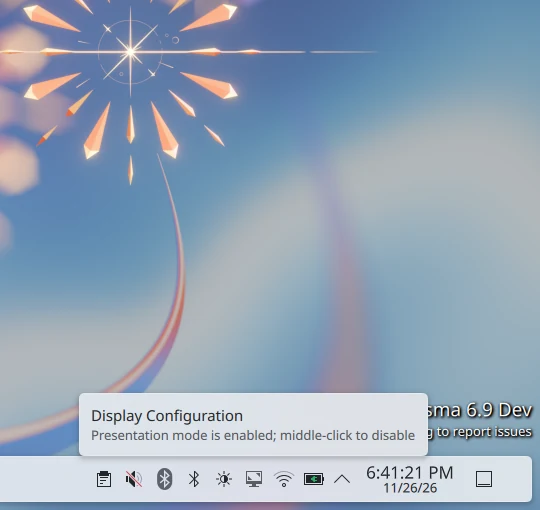 Display Configuration
Presentation mode is enabled; middle-click to disable
sma 6.9 Dev
to report issues
6:41:21 PM
11/26/26